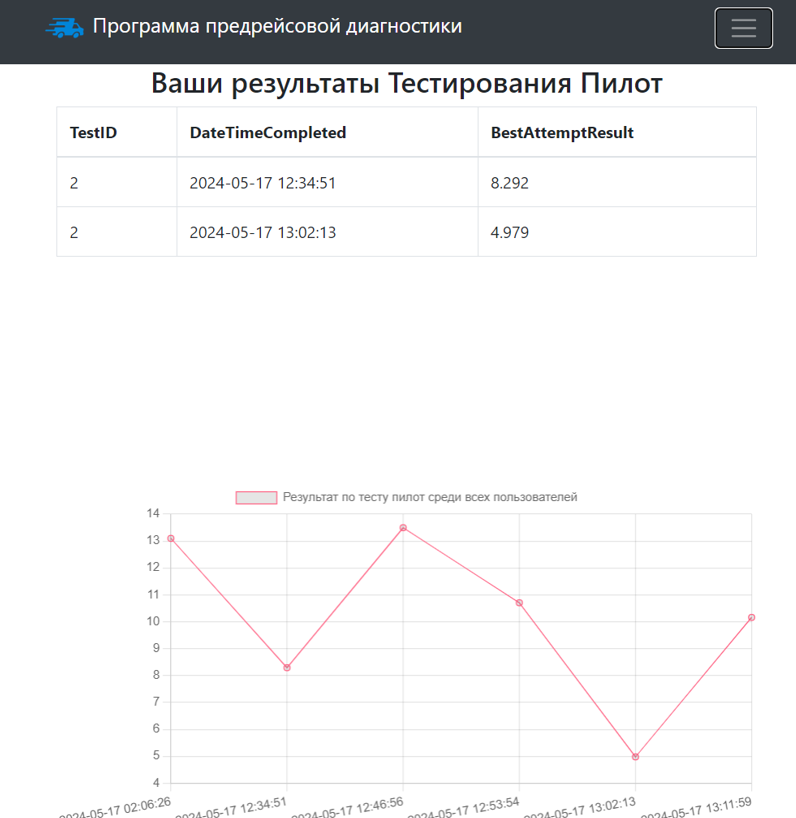 Программа предрейсовой диагностики
Ваши результаты Тестирования Пилот
TestID DateTimeCompleted BestAttemptResult
2 2024-05-17 12:34:51 8.292
2 2024-05-17 13:02:13 4.979
Результат по тесту пилот среди всех пользователей
14
13
12
11
10
9
8
7
6
5
4
2024-05-17 02:06:26 2024-05-17 12:34:51 2024-05-17 12:46:56 2024-05-17 12:53:54 2024-05-17 13:02:13 2024-05-17 13:11:59